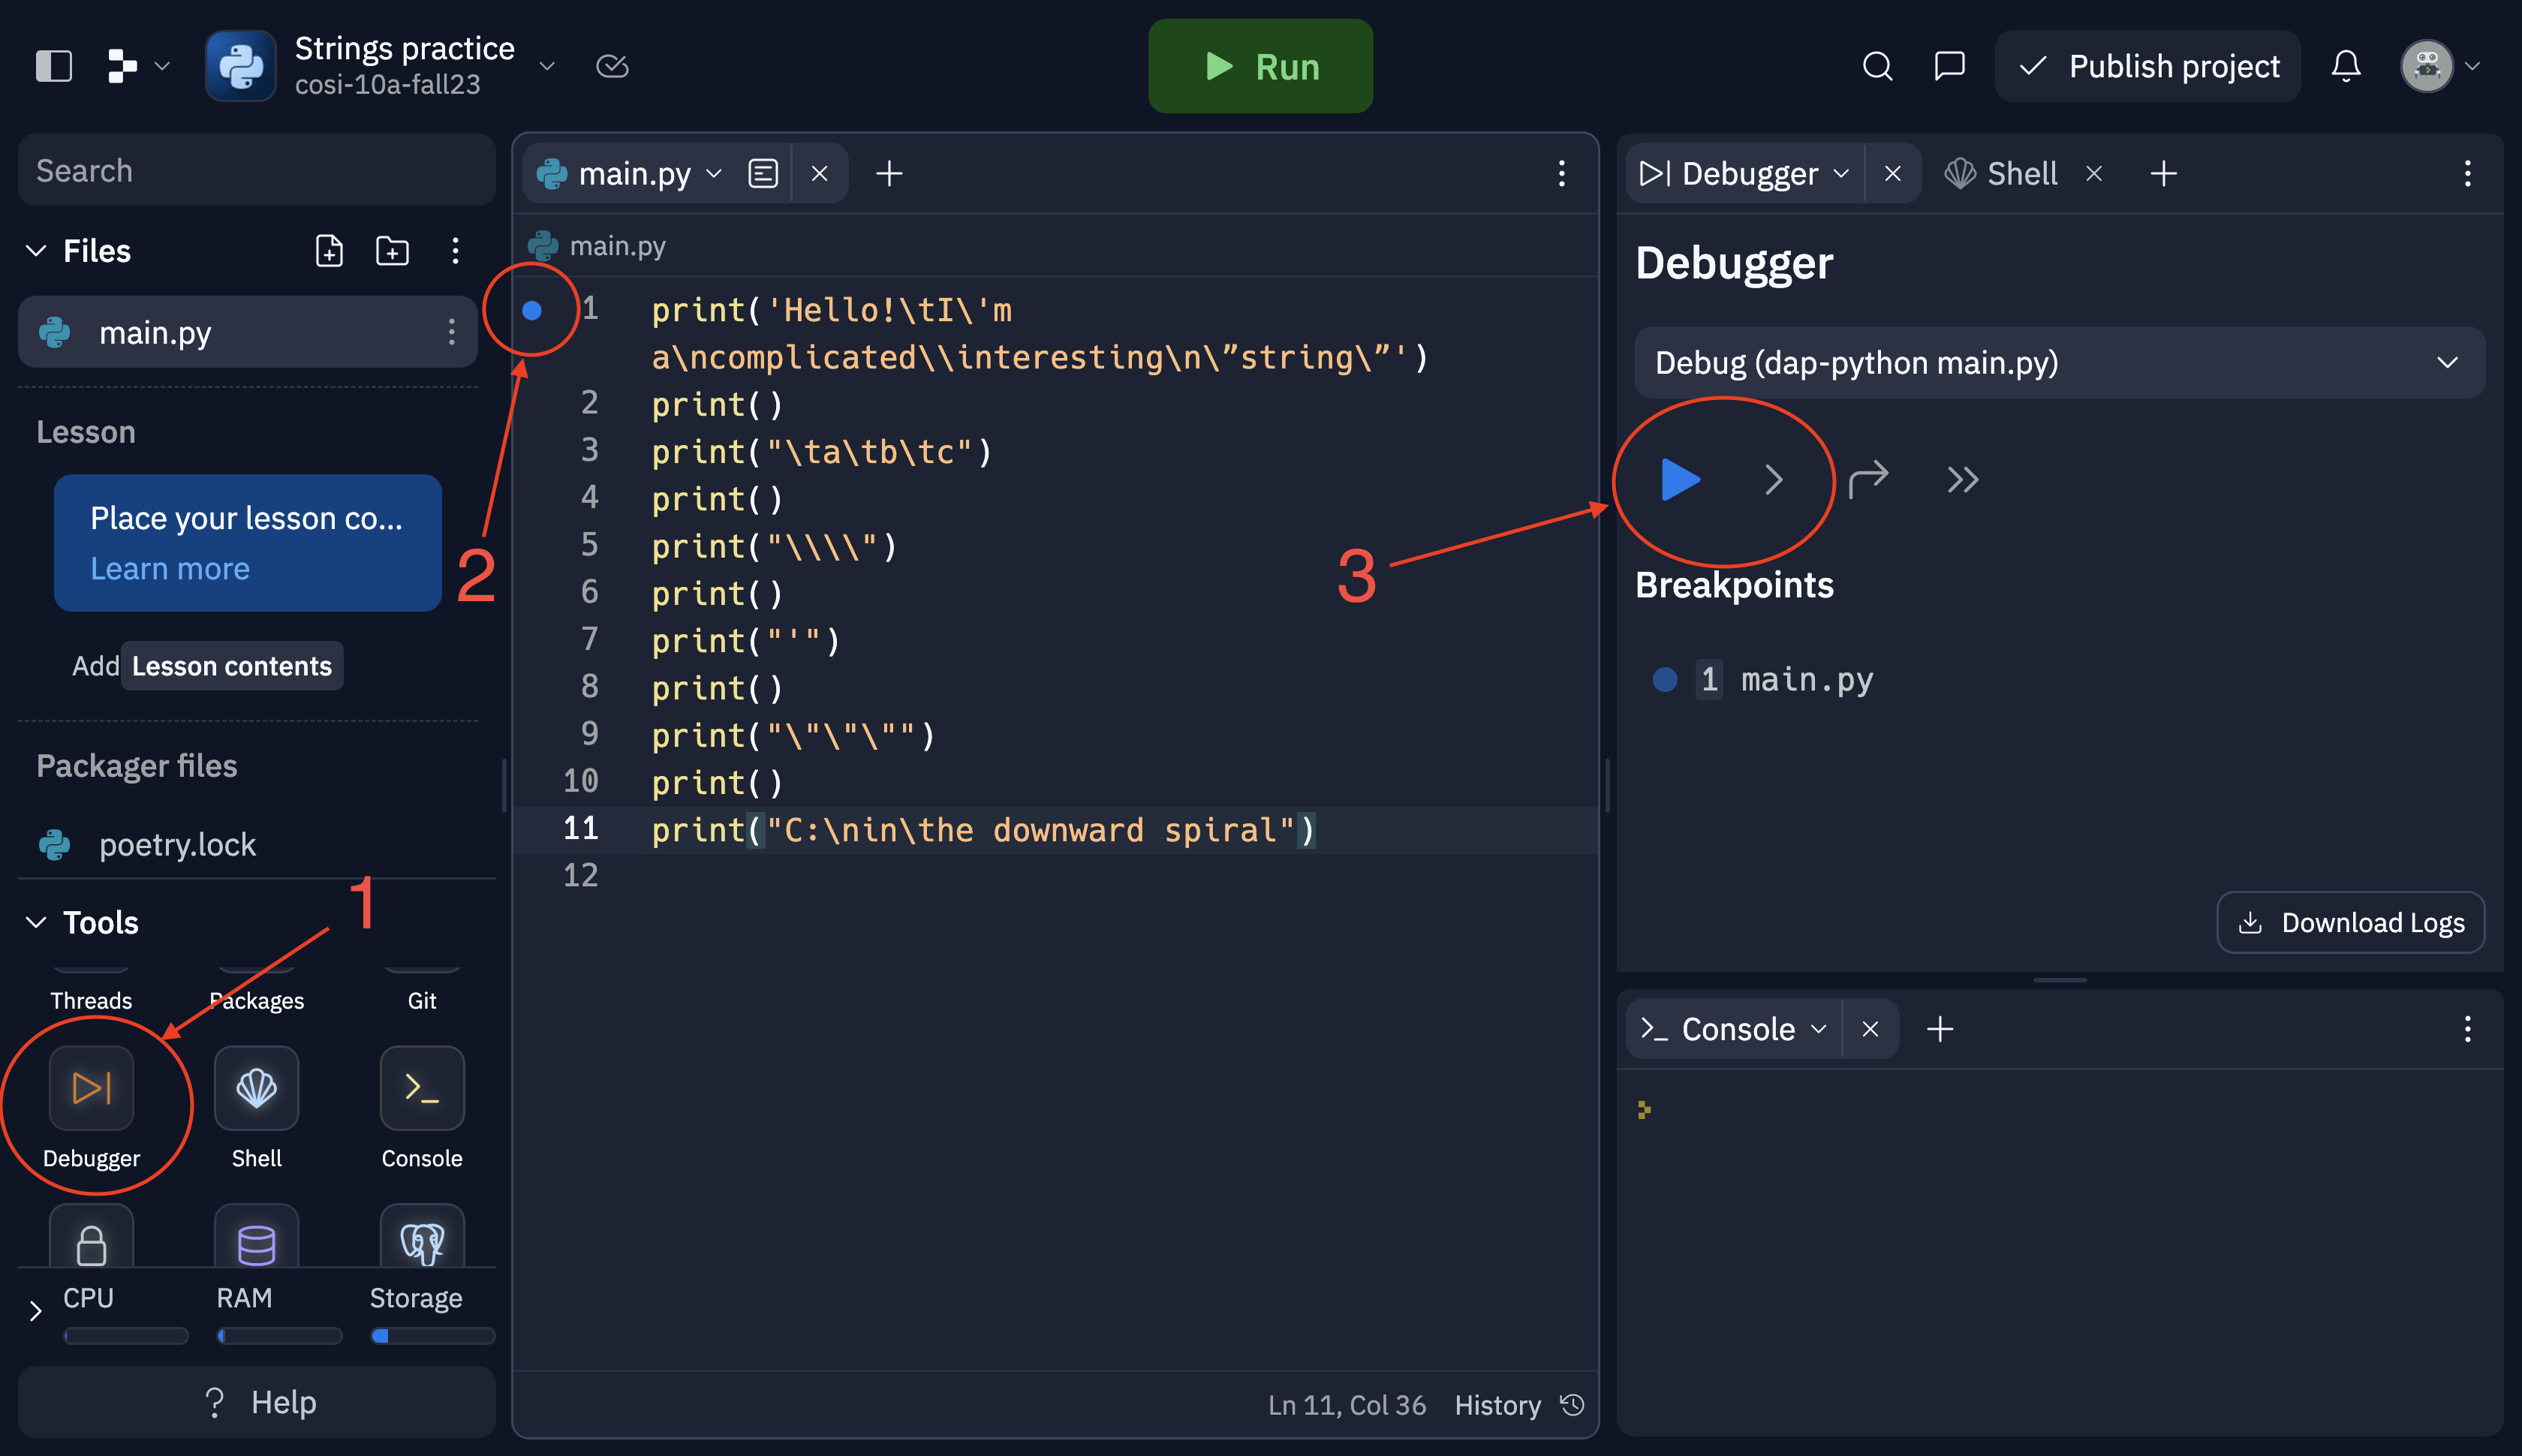 Strings practice
cosi-10a-fall23
Run
Publish project
Search
Files
main.py
Lesson
Place your lesson co...
Learn more
Add Lesson contents
Packager files
poetry.lock
1
Tools
Threads
Packages
Git
Debugger
Shell
Console
CPU
RAM
Storage
? Help
2
main.py
main.py
1 print('Hello!\tI\'m
a\ncomplicated\\interesting\n\”string\”')
2 print()
3 print("\ta\tb\tc")
4 print()
5 print("\\\\")
6 print()
7 print("'")
8 print()
9 print("\"\"\"")
10 print()
11 print("C:\nin\the downward spiral")
12
3
Ln 11, Col 36
History
Debugger
Shell
Debugger
Debug (dap-python main.py)
Breakpoints
1 main.py
Download Logs
Console